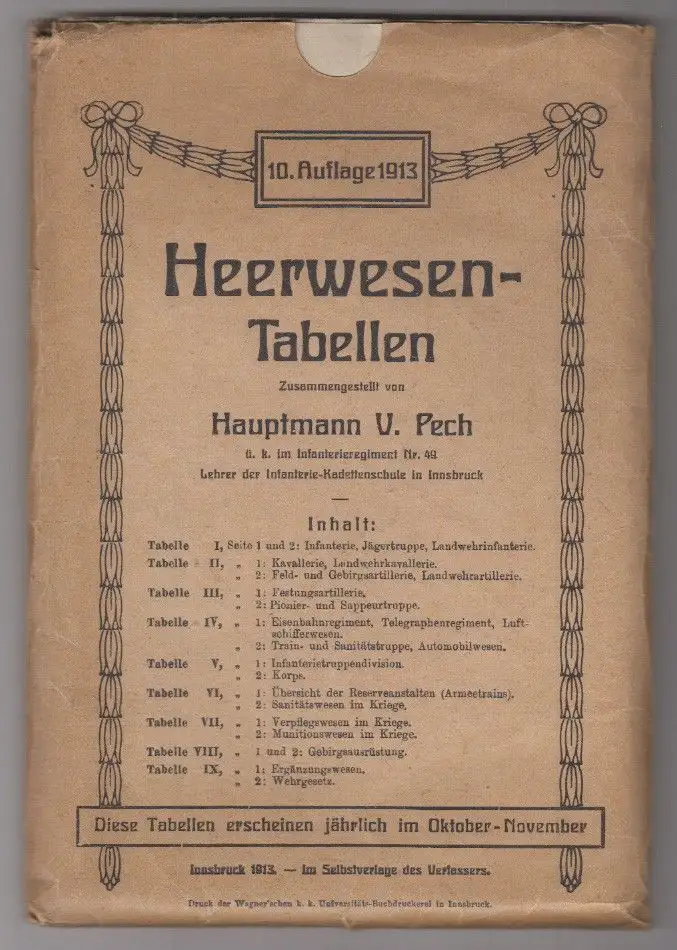 10. Auflage 1913
Heerwesen-
Tabellen
Zusammengestellt von
Hauptmann V. Pech
ü. k. im Infanterieregiment Nr. 49
Lehrer der Infanterie-Kadettenschule in Innsbruck
Inhalt:
Tabelle I, Seite 1 und 2: Infanterie, Jägertruppe, Landwehrinfanterie.
Tabelle II, „ 1: Kavallerie, Landwehrkavallerie.
„ 2: Feld- und Gebirgsartillerie, Landwehrartillerie.
Tabelle III, „ 1: Festungsartillerie.
„ 2: Pionier- und Sappeurtruppe.
Tabelle IV, „ 1: Eisenbahnregiment, Telegraphenregiment, Luft-
schifferwesen.
„ 2: Train- und Sanitätstruppe, Automobilwesen.
Tabelle V, „ 1: Infanterietruppendivision.
„ 2: Korps.
Tabelle VI, „ 1: Übersicht der Reserveanstalten (Armeetrains).
„ 2: Sanitätswesen im Kriege.
Tabelle VII, „ 1: Verpflegswesen im Kriege.
„ 2: Munitionswesen im Kriege.
Tabelle VIII, „ 1 und 2: Gebirgsausrüstung.
Tabelle IX, „ 1: Ergänzungswesen.
„ 2: Wehrgesetz.
Diese Tabellen erscheinen jährlich im Oktober-November
Innsbruck 1913. — Im Selbstverlage des Verfassers.
Druck der Wagner'schen k. k. Universitäts-Buchdruckerei in Innsbruck.